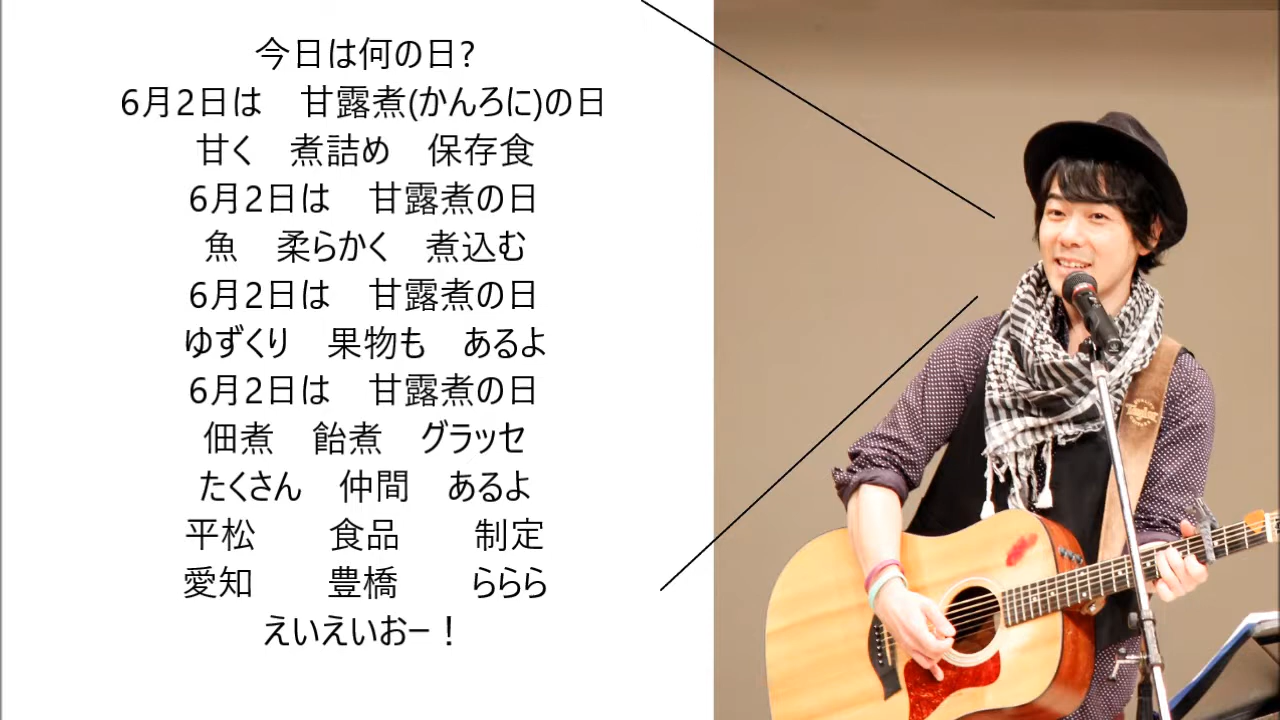 今日は何の日?
6月2日は　甘露煮(かんろに)の日
甘く　煮詰め　保存食
6月2日は　甘露煮の日
魚　柔らかく　煮込む
6月2日は　甘露煮の日
ゆずくり　果物も　あるよ
6月2日は　甘露煮の日
佃煮　飴煮　グラッセ
たくさん　仲間　あるよ
平松　　食品　　制定
愛知　　豊橋　　ららら
えいえいおー！
Taylor